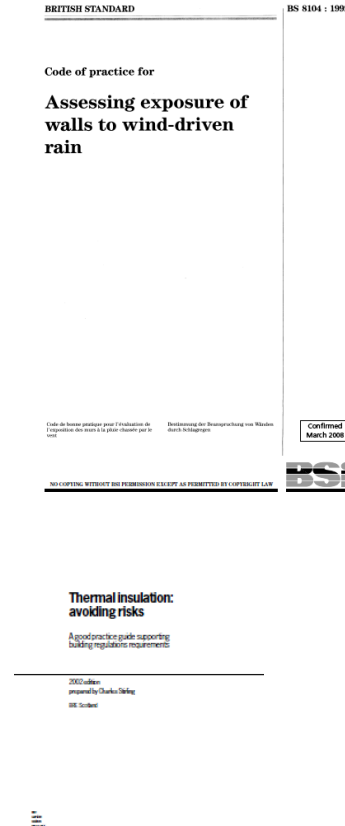 BRITISH STANDARD
BS 8104 : 199
Code of practice for
Assessing exposure of
walls to wind-driven
rain
Code de bonne pratique pour l'évaluation de
l'exposition des murs à la pluie chassée par le
vent
Bestimmung der Beanspruchung von Wänden
durch Schlagregen
Confirmed
March 2008
BSi
NO COPYING WITHOUT BSI PERMISSION EXCEPT AS PERMITTED BY COPYRIGHT LAW
Thermal insulation:
avoiding risks
A good practice guide supporting
building regulations requirements
2002 edition
prepared by Charles Stirling
BRE Scotland